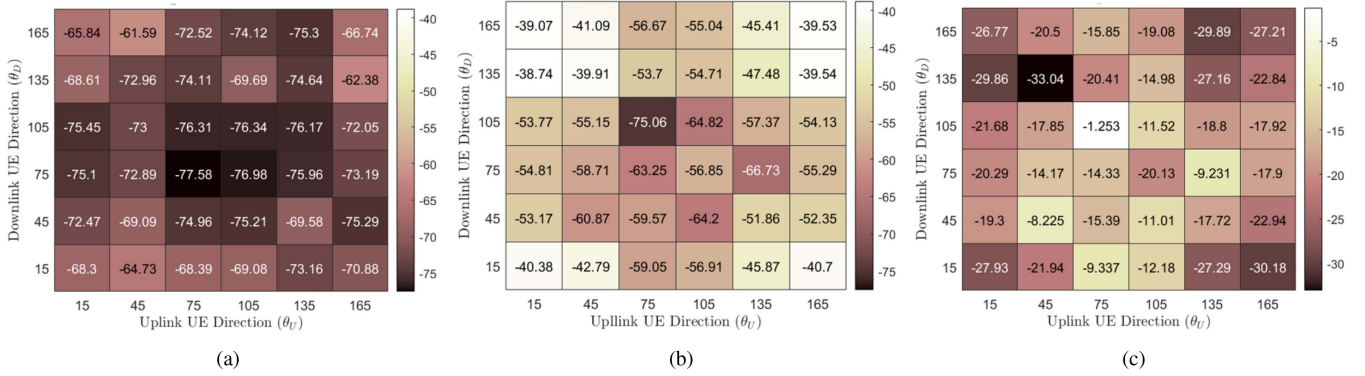 165 -65.84 -61.59 -72.52 -74.12 -75.3 -66.74
135 -68.61 -72.96 -74.11 -69.69 -74.64 -62.38
105 -75.45 -73 -76.31 -76.34 -76.17 -72.05
75 -75.1 -72.89 -77.58 -76.98 -75.96 -73.19
45 -72.47 -69.09 -74.96 -75.21 -69.58 -75.29
15 -68.3 -64.73 -68.39 -69.08 -73.16 -70.88
15 45 75 105 135 165
Downlink UE Direction (θ_D)
Uplink UE Direction (θ_U)
-40
-45
-50
-55
-60
-65
-70
-75
(a)
165 -39.07 -41.09 -56.67 -55.04 -45.41 -39.53
135 -38.74 -39.91 -53.7 -54.71 -47.48 -39.54
105 -53.77 -55.15 -75.06 -64.82 -57.37 -54.13
75 -54.81 -58.71 -63.25 -56.85 -66.73 -55.29
45 -53.17 -60.87 -59.57 -64.2 -51.86 -52.35
15 -40.38 -42.79 -59.05 -56.91 -45.87 -40.7
15 45 75 105 135 165
Downlink UE Direction (θ_D)
Upllink UE Direction (θ_U)
-40
-45
-50
-55
-60
-65
-70
-75
(b)
165 -26.77 -20.5 -15.85 -19.08 -29.89 -27.21
135 -29.86 -33.04 -20.41 -14.98 -27.16 -22.84
105 -21.68 -17.85 -1.253 -11.52 -18.8 -17.92
75 -20.29 -14.17 -14.33 -20.13 -9.231 -17.9
45 -19.3 -8.225 -15.39 -11.01 -17.72 -22.94
15 -27.93 -21.94 -9.337 -12.18 -27.29 -30.18
15 45 75 105 135 165
Downlink UE Direction (θ_D)
Uplink UE Direction (θ_U)
-5
-10
-15
-20
-25
-30
(c)